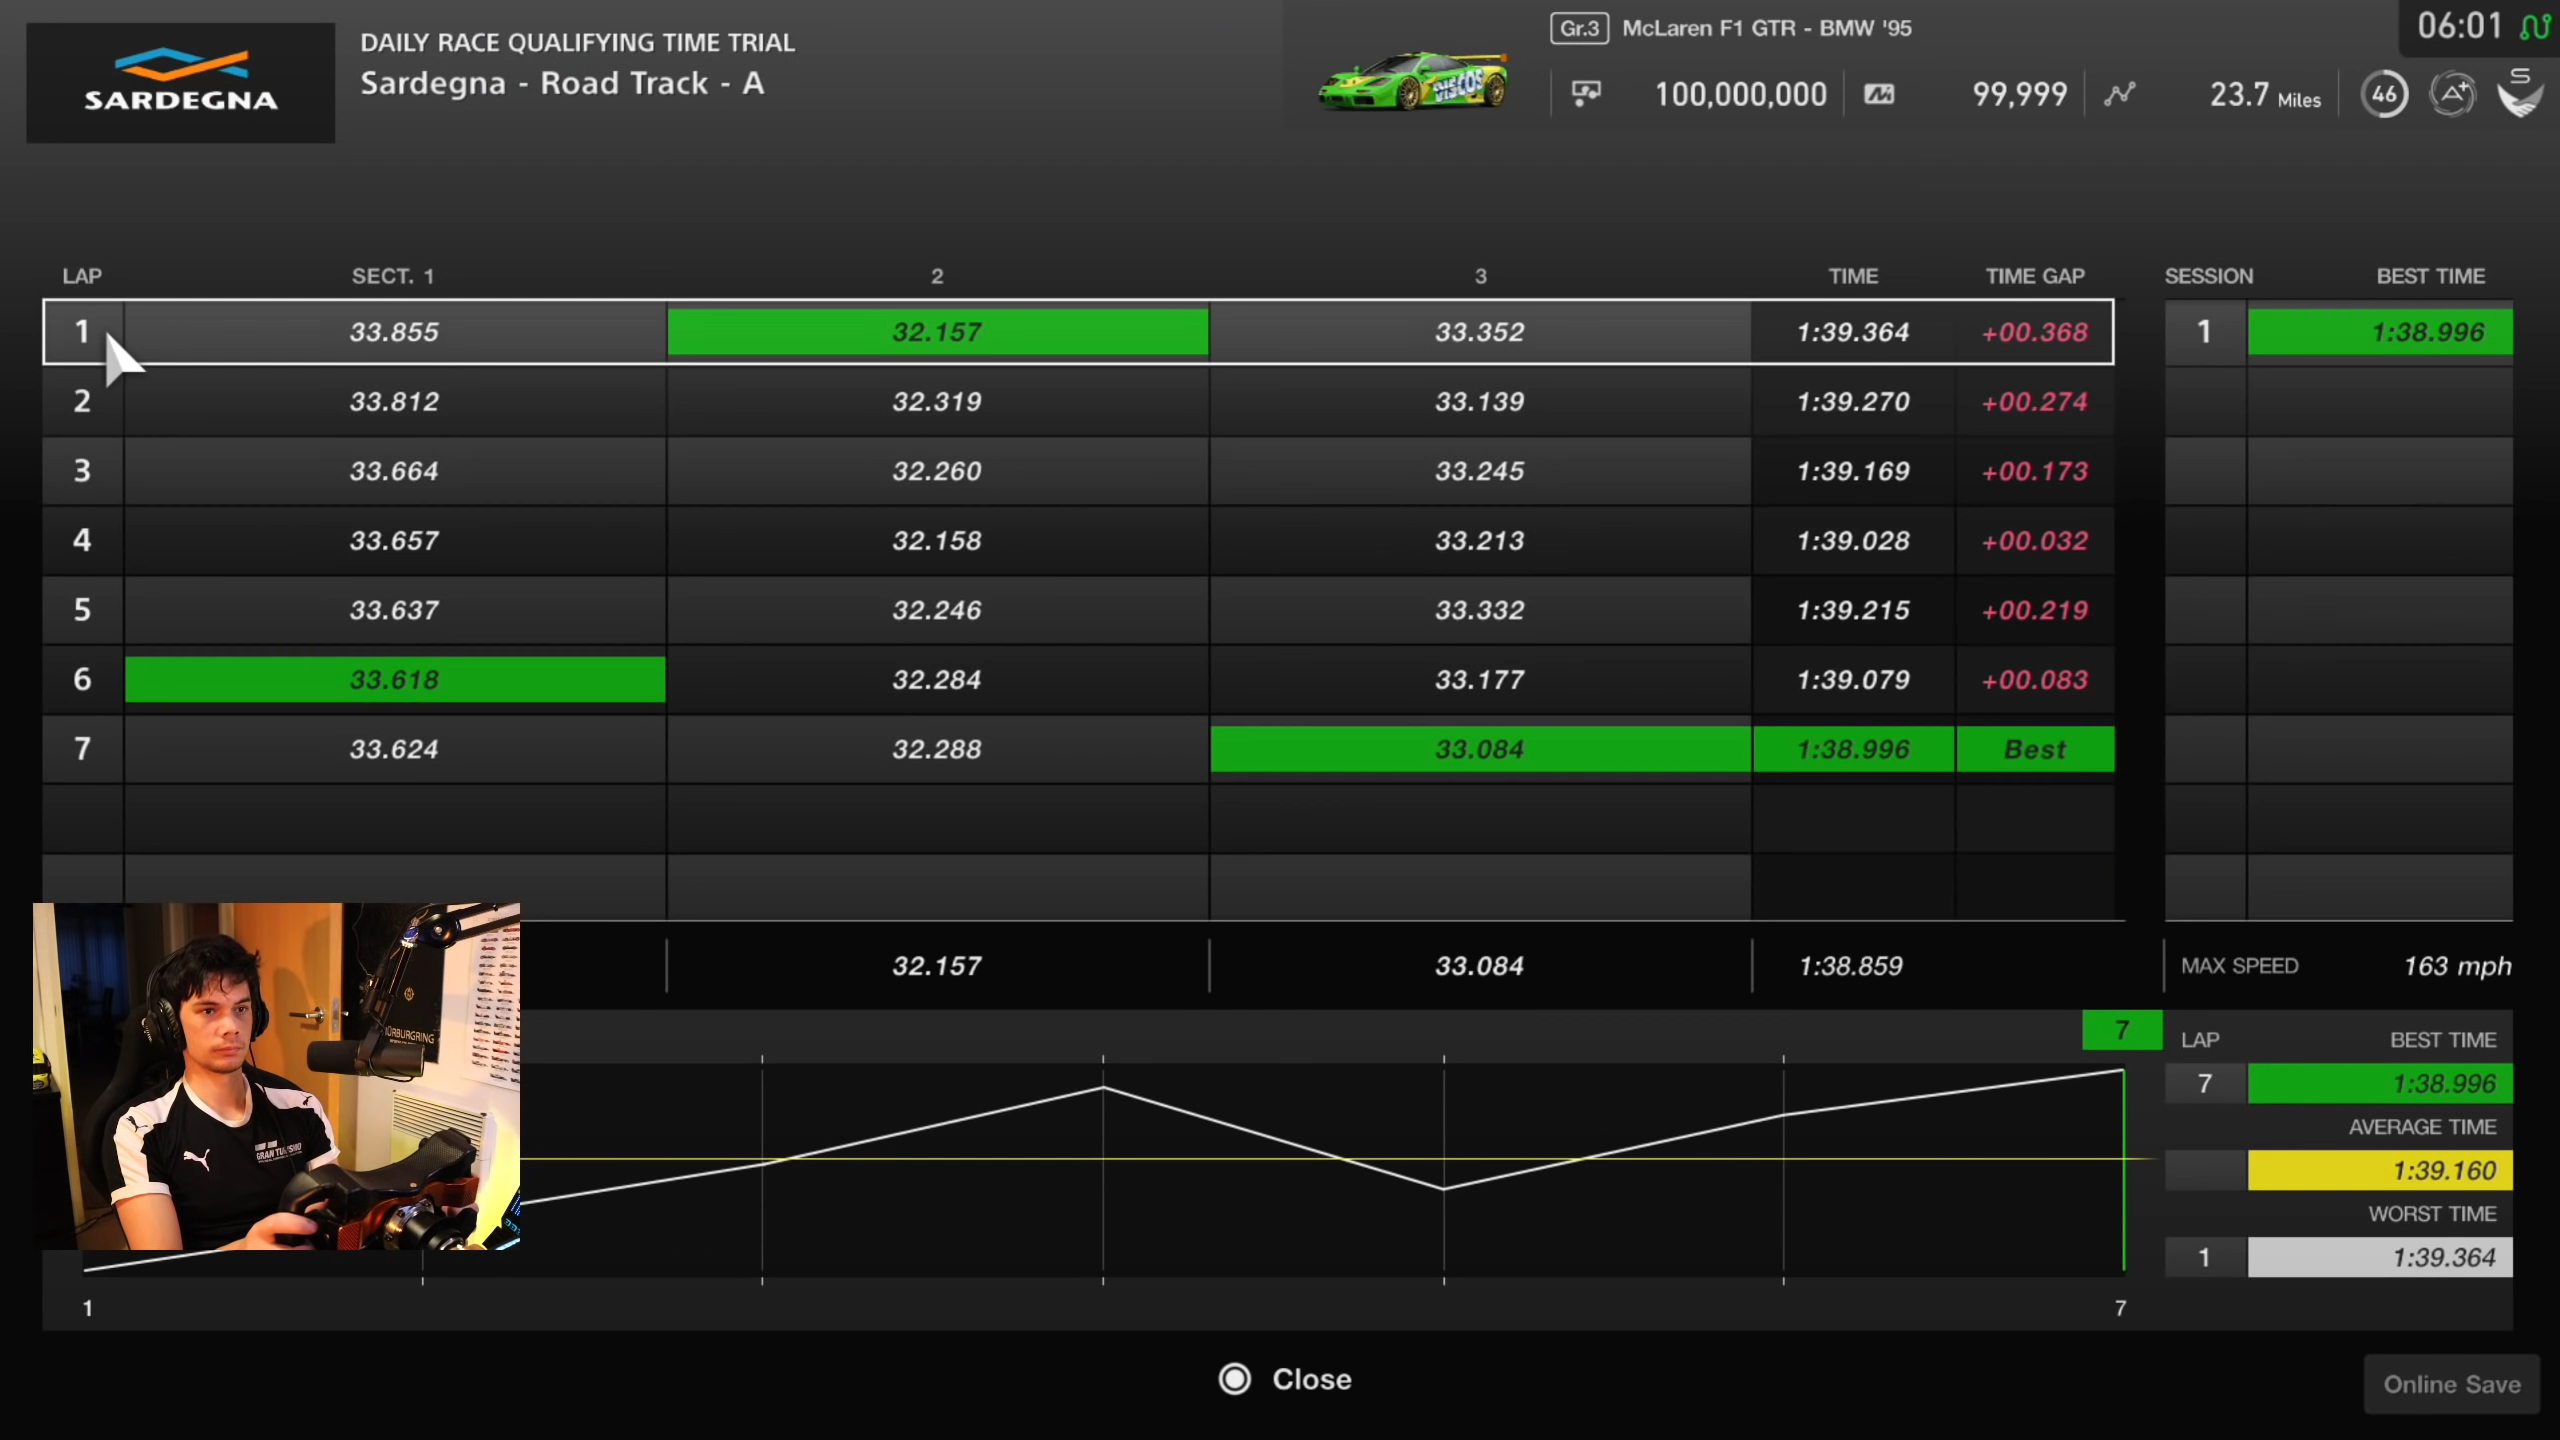 SARDEGNA
DAILY RACE QUALIFYING TIME TRIAL
Sardegna - Road Track - A
Gr.3 McLaren F1 GTR - BMW '95
06:01
VISCOS
100,000,000 99,999 23.7 Miles 46 A+ S
LAP SECT. 1 2 3 TIME TIME GAP SESSION BEST TIME
1 33.855 32.157 33.352 1:39.364 +00.368 1 1:38.996
2 33.812 32.319 33.139 1:39.270 +00.274
3 33.664 32.260 33.245 1:39.169 +00.173
4 33.657 32.158 33.213 1:39.028 +00.032
5 33.637 32.246 33.332 1:39.215 +00.219
6 33.618 32.284 33.177 1:39.079 +00.083
7 33.624 32.288 33.084 1:38.996 Best
32.157 33.084 1:38.859 MAX SPEED 163 mph
NÜRBURGRING
GRAN TURISMO
7 LAP BEST TIME
7 1:38.996
AVERAGE TIME
1:39.160
WORST TIME
1 1:39.364
1 7
Close
Online Save